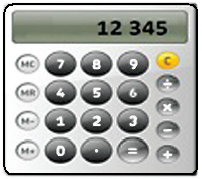 12 345
MC 7 8 9 C
MR 4 5 6 ÷
M- 1 2 3 x −
M+ 0 . = +